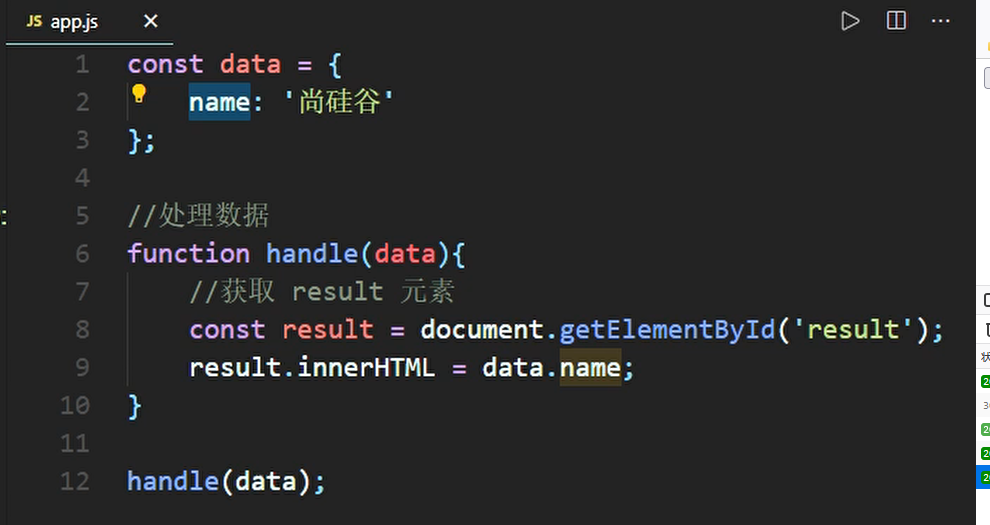 JS app.js
1 const data = {
2 name: '尚硅谷'
3 };
4
5 //处理数据
6 function handle(data){
7 //获取 result 元素
8 const result = document.getElementById('result');
9 result.innerHTML = data.name;
10 }
11
12 handle(data);